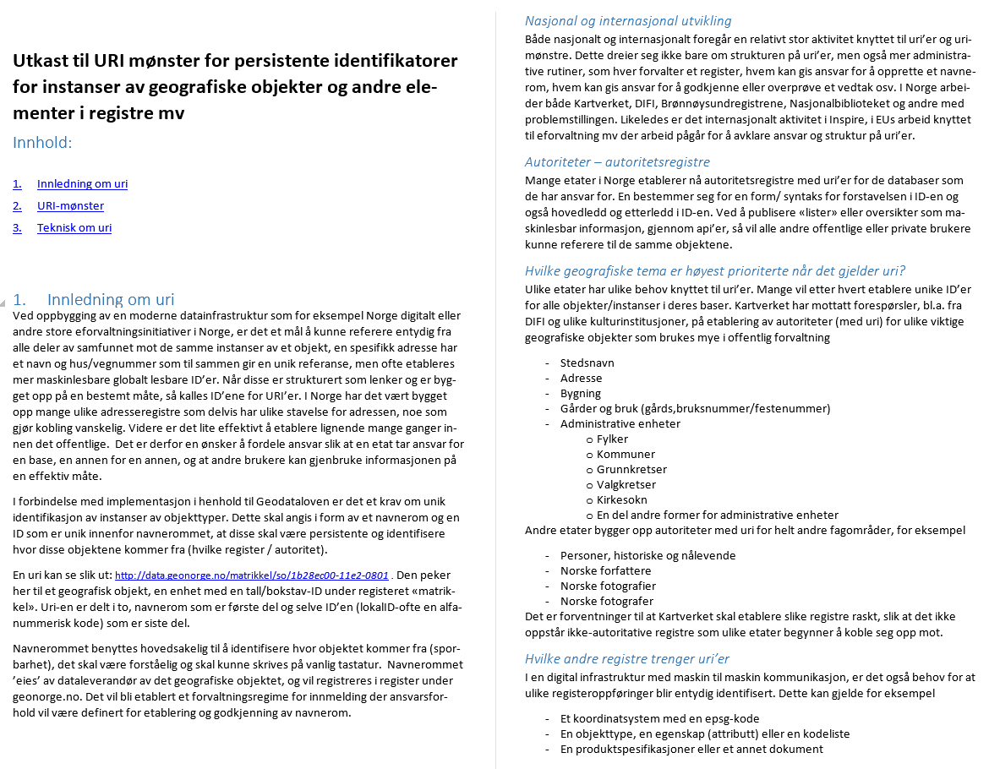 Utkast til URI mønster for persistente identifikatorer
for instanser av geografiske objekter og andre ele-
menter i registre mv
Innhold:
1. Innledning om uri
2. URI-mønster
3. Teknisk om uri
1. Innledning om uri
Ved oppbygging av en moderne datainfrastruktur som for eksempel Norge digitalt eller
andre store eforvaltningsinitiativer i Norge, er det et mål å kunne referere entydig fra
alle deler av samfunnet mot de samme instanser av et objekt, en spesifikk adresse har
et navn og hus/vegnummer som til sammen gir en unik referanse, men ofte etableres
mer maskinlesbare globalt lesbare ID'er. Når disse er strukturert som lenker og er byg-
get opp på en bestemt måte, så kalles ID'ene for URI'er. I Norge har det vært bygget
opp mange ulike adresseregistre som delvis har ulike stavelse for adressen, noe som
gjør kobling vanskelig. Videre er det lite effektivt å etablere lignende mange ganger in-
nen det offentlige.  Det er derfor en ønsker å fordele ansvar slik at en etat tar ansvar for
en base, en annen for en annen, og at andre brukere kan gjenbruke informasjonen på
en effektiv måte.
I forbindelse med implementasjon i henhold til Geodataloven er det et krav om unik
identifikasjon av instanser av objekttyper. Dette skal angis i form av et navnerom og en
ID som er unik innenfor navnerommet, at disse skal være persistente og identifisere
hvor disse objektene kommer fra (hvilke register / autoritet).
En uri kan se slik ut: http://data.geonorge.no/matrikkel/so/1b28ec00-11e2-0801 . Den peker
her til et geografisk objekt, en enhet med en tall/bokstav-ID under registeret «matrik-
kel». Uri-en er delt i to, navnerom som er første del og selve ID'en (lokalID-ofte en alfa-
nummerisk kode) som er siste del.
Navnerommet benyttes hovedsakelig til å identifisere hvor objektet kommer fra (spor-
barhet), det skal være forståelig og skal kunne skrives på vanlig tastatur.  Navnerommet
'eies' av dataleverandør av det geografiske objektet, og vil registreres i register under
geonorge.no. Det vil bli etablert et forvaltningsregime for innmelding der ansvarsfor-
hold vil være definert for etablering og godkjenning av navnerom.
Nasjonal og internasjonal utvikling
Både nasjonalt og internasjonalt foregår en relativt stor aktivitet knyttet til uri'er og uri-
mønstre. Dette dreier seg ikke bare om strukturen på uri'er, men også mer administra-
tive rutiner, som hver forvalter et register, hvem kan gis ansvar for å opprette et navne-
rom, hvem kan gis ansvar for å godkjenne eller overprøve et vedtak osv. I Norge arbei-
der både Kartverket, DIFI, Brønnøysundregistrene, Nasjonalbiblioteket og andre med
problemstillingen. Likeledes er det internasjonalt aktivitet i Inspire, i EUs arbeid knyttet
til eforvaltning mv der arbeid pågår for å avklare ansvar og struktur på uri'er.
Autoriteter – autoritetsregistre
Mange etater i Norge etablerer nå autoritetsregistre med uri'er for de databaser som
de har ansvar for. En bestemmer seg for en form/ syntaks for forstavelsen i ID-en og
også hovedledd og etterledd i ID-en. Ved å publisere «lister» eller oversikter som ma-
skinlesbar informasjon, gjennom api'er, så vil alle andre offentlige eller private brukere
kunne referere til de samme objektene.
Hvilke geografiske tema er høyest prioriterte når det gjelder uri?
Ulike etater har ulike behov knyttet til uri'er. Mange vil etter hvert etablere unike ID'er
for alle objekter/instanser i deres baser. Kartverket har mottatt forespørsler, bl.a. fra
DIFI og ulike kulturinstitusjoner, på etablering av autoriteter (med uri) for ulike viktige
geografiske objekter som brukes mye i offentlig forvaltning
- Stedsnavn
- Adresse
- Bygning
- Gårder og bruk (gårds,bruksnummer/festenummer)
- Administrative enheter
o Fylker
o Kommuner
o Grunnkretser
o Valgkretser
o Kirkesokn
o En del andre former for administrative enheter
Andre etater bygger opp autoriteter med uri for helt andre fagområder, for eksempel
- Personer, historiske og nålevende
- Norske forfattere
- Norske fotografier
- Norske fotografer
Det er forventninger til at Kartverket skal etablere slike registre raskt, slik at det ikke
oppstår ikke-autoritative registre som ulike etater begynner å koble seg opp mot.
Hvilke andre registre trenger uri'er
I en digital infrastruktur med maskin til maskin kommunikasjon, er det også behov for at
ulike registeroppføringer blir entydig identifisert. Dette kan gjelde for eksempel
- Et koordinatsystem med en epsg-kode
- En objekttype, en egenskap (attributt) eller en kodeliste
- En produktspesifikasjoner eller et annet dokument